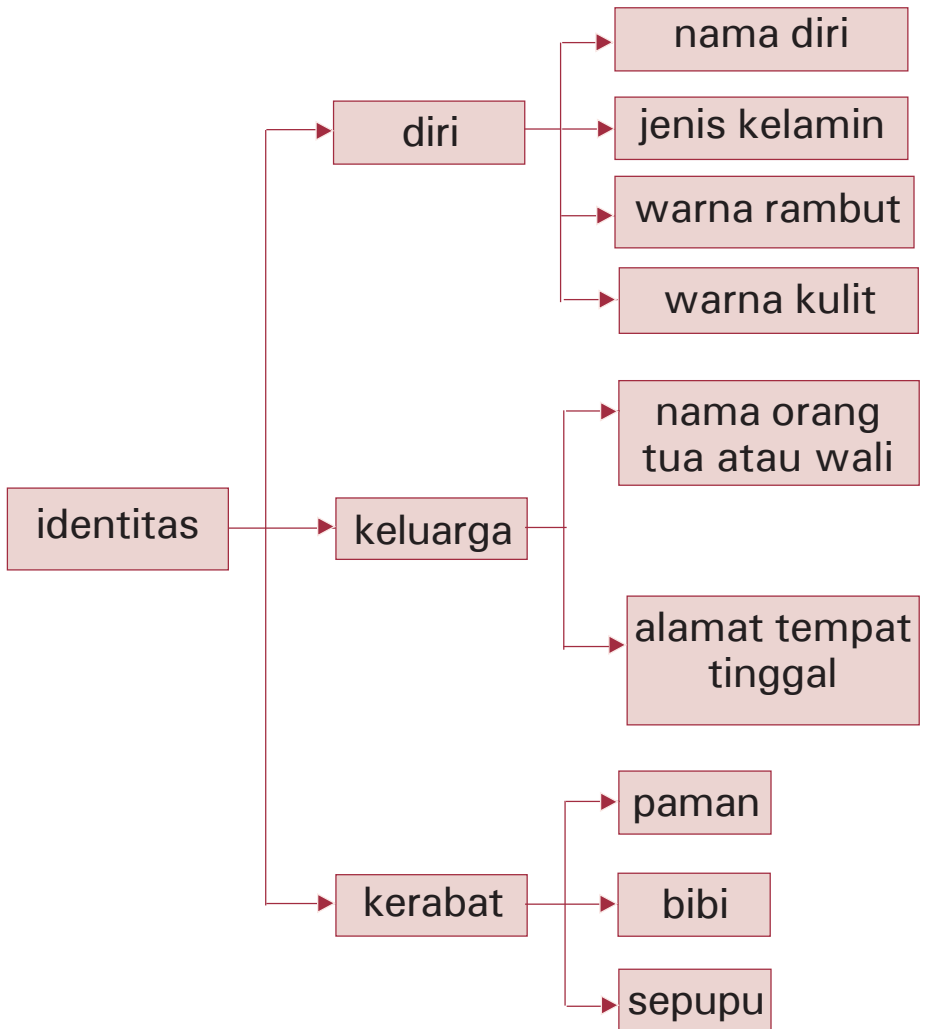 identitas
diri
nama diri
jenis kelamin
warna rambut
warna kulit
keluarga
nama orang
tua atau wali
alamat tempat
tinggal
kerabat
paman
bibi
sepupu